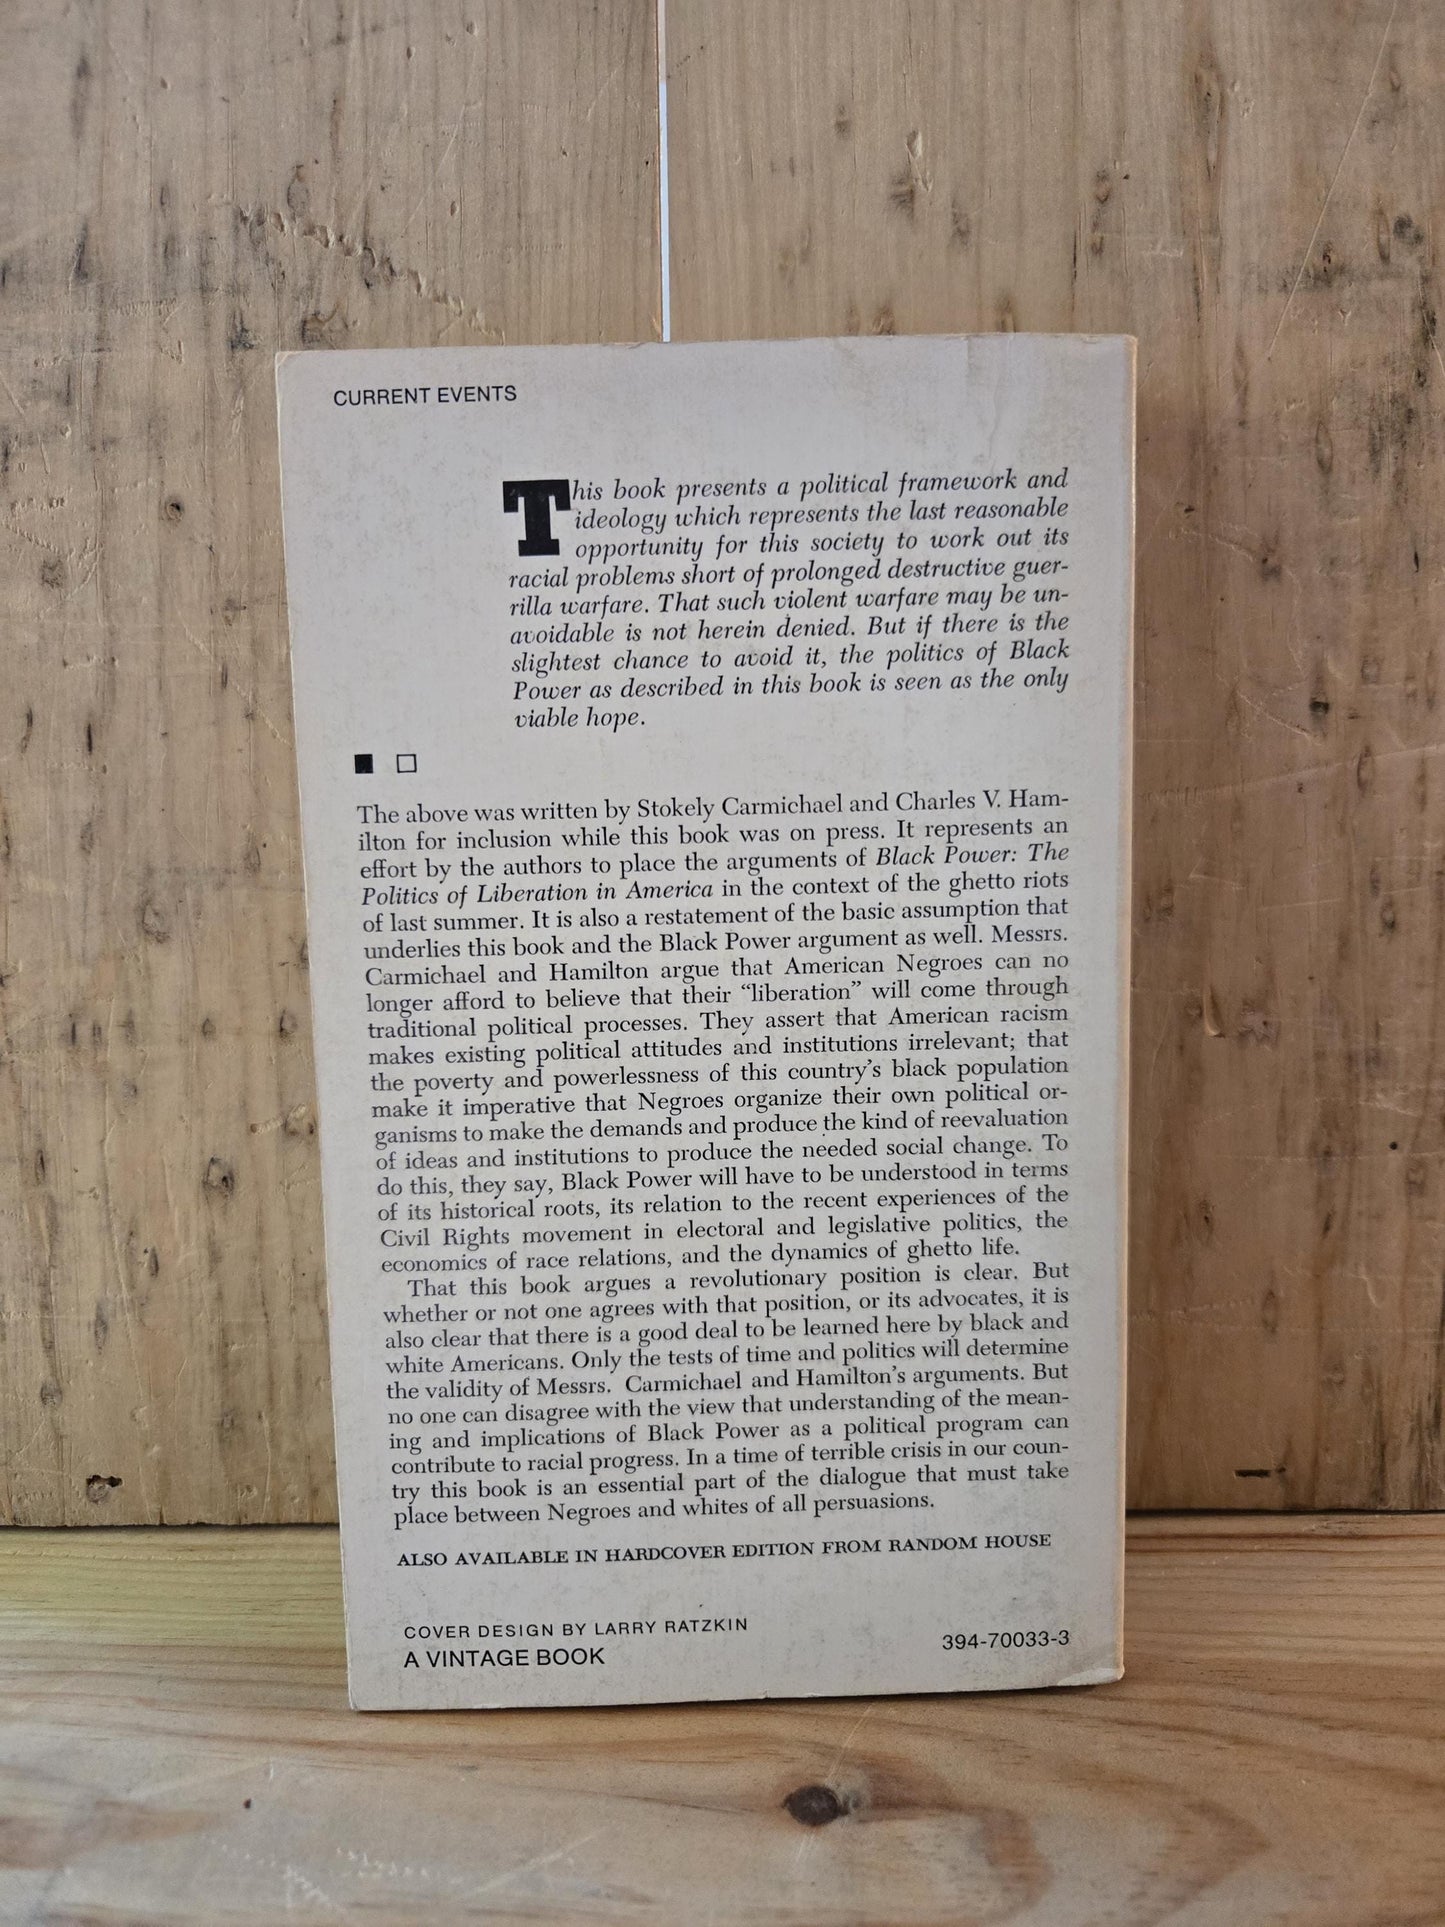 CURRENT EVENTS
This book presents a political framework and
ideology which represents the last reasonable
opportunity for this society to work out its
racial problems short of prolonged destructive guer-
rilla warfare. That such violent warfare may be un-
avoidable is not herein denied. But if there is the
slightest chance to avoid it, the politics of Black
Power as described in this book is seen as the only
viable hope.
The above was written by Stokely Carmichael and Charles V. Ham-
ilton for inclusion while this book was on press. It represents an
effort by the authors to place the arguments of Black Power: The
Politics of Liberation in America in the context of the ghetto riots
of last summer. It is also a restatement of the basic assumption that
underlies this book and the Black Power argument as well. Messrs.
Carmichael and Hamilton argue that American Negroes can no
longer afford to believe that their “liberation” will come through
traditional political processes. They assert that American racism
makes existing political attitudes and institutions irrelevant; that
the poverty and powerlessness of this country’s black population
make it imperative that Negroes organize their own political or-
ganisms to make the demands and produce the kind of reevaluation
of ideas and institutions to produce the needed social change. To
do this, they say, Black Power will have to be understood in terms
of its historical roots, its relation to the recent experiences of the
Civil Rights movement in electoral and legislative politics, the
economics of race relations, and the dynamics of ghetto life.
That this book argues a revolutionary position is clear. But
whether or not one agrees with that position, or its advocates, it is
also clear that there is a good deal to be learned here by black and
white Americans. Only the tests of time and politics will determine
the validity of Messrs. Carmichael and Hamilton’s arguments. But
no one can disagree with the view that understanding of the mean-
ing and implications of Black Power as a political program can
contribute to racial progress. In a time of terrible crisis in our coun-
try this book is an essential part of the dialogue that must take
place between Negroes and whites of all persuasions.
ALSO AVAILABLE IN HARDCOVER EDITION FROM RANDOM HOUSE
COVER DESIGN BY LARRY RATZKIN
A VINTAGE BOOK
394-70033-3